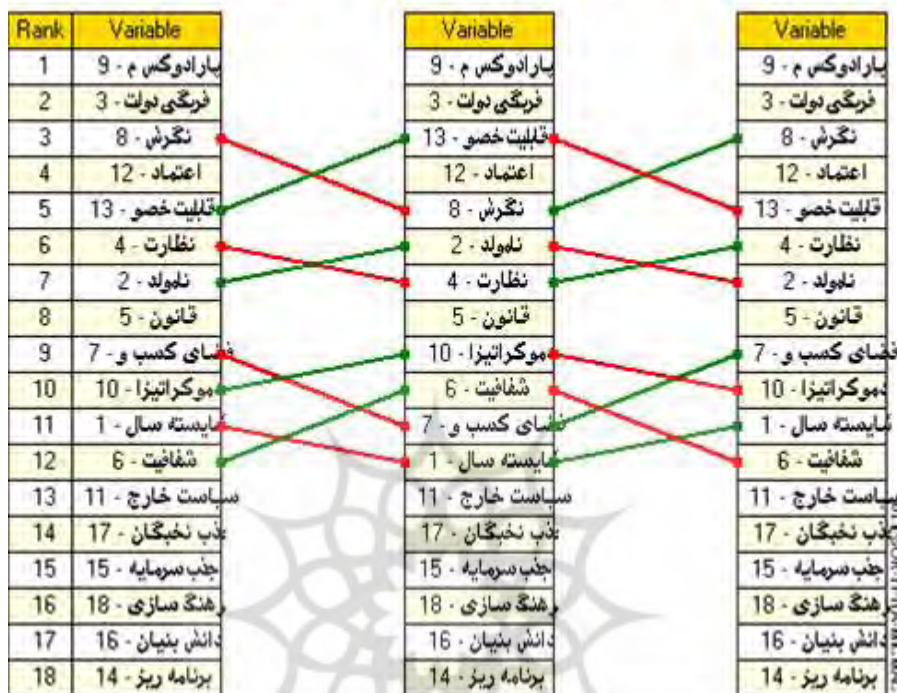 Rank Variable Variable Variable
1 پارادوکس م - 9 پارادوکس م - 9 پارادوکس م - 9
2 فربگی دولت - 3 فربگی دولت - 3 فربگی دولت - 3
3 نگرش - 8 قابلیت خصو - 13 نگرش - 8
4 اعتماد - 12 اعتماد - 12 اعتماد - 12
5 قابلیت خصو - 13 نگرش - 8 قابلیت خصو - 13
6 نظارت - 4 نامولد - 2 نظارت - 4
7 نامولد - 2 نظارت - 4 نامولد - 2
8 قانون - 5 قانون - 5 قانون - 5
9 فضای کسب و - 7 دموکراتیزا - 10 فضای کسب و - 7
10 دموکراتیزا - 10 شفافیت - 6 دموکراتیزا - 10
11 شایسته سال - 1 فضای کسب و - 7 شایسته سال - 1
12 شفافیت - 6 شایسته سال - 1 شفافیت - 6
13 سیاست خارج - 11 سیاست خارج - 11 سیاست خارج - 11
14 جذب نخبگان - 17 جذب نخبگان - 17 جذب نخبگان - 17
15 جذب سرمایه - 15 جذب سرمایه - 15 جذب سرمایه - 15
16 فرهنگ سازی - 18 فرهنگ سازی - 18 فرهنگ سازی - 18
17 دانش بنیان - 16 دانش بنیان - 16 دانش بنیان - 16
18 برنامه ریز - 14 برنامه ریز - 14 برنامه ریز - 14